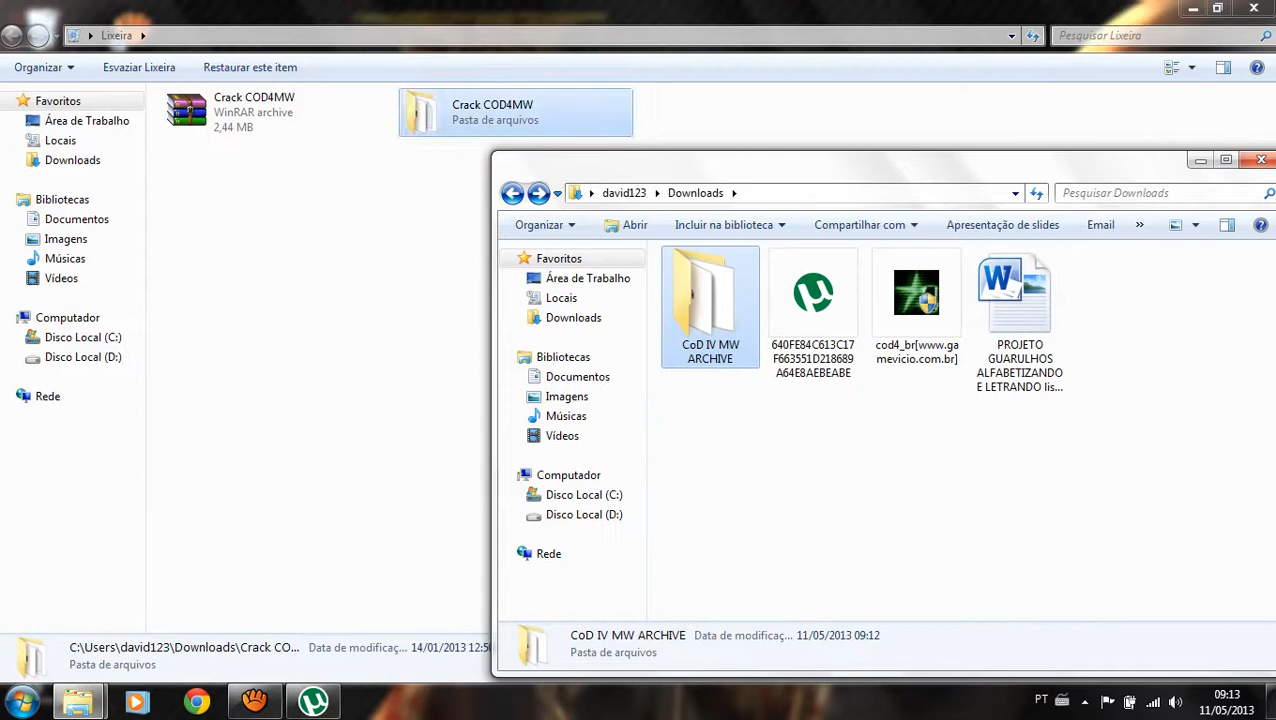 Lixeira
Pesquisar Lixeira
Organizar
Esvaziar Lixeira
Restaurare este item
Favoritos
Área de Trabalho
Locais
Downloads
Bibliotecas
Documentos
Imagens
Músicas
Vídeos
Computador
Disco Local (C:)
Disco Local (D:)
Rede
Crack COD4MW
WinRAR archive
2,44 MB
Crack COD4MW
Pasta de arquivos
C:\Users\david123\Downloads\Crack CO...
Data de modificaç...
14/01/2013 12:50
Pasta de arquivos
david123
Downloads
Pesquisar Downloads
Organizar
Abrir
Incluir na biblioteca
Compartilhar com
Apresentação de slides
Email
»
Favoritos
Área de Trabalho
Locais
Downloads
Bibliotecas
Documentos
Imagens
Músicas
Vídeos
Computador
Disco Local (C:)
Disco Local (D:)
Rede
CoD IV MW
ARCHIVE
640FE84C613C17
F663551D218689
A64E8AEBEABE
cod4_br[www.ga
mevicio.com.br]
PROJETO
GUARULHOS
ALFABETIZANDO
E LETRANDO lis...
CoD IV MW ARCHIVE
Data de modificaç...
11/05/2013 09:12
Pasta de arquivos
PT
09:13
11/05/2013